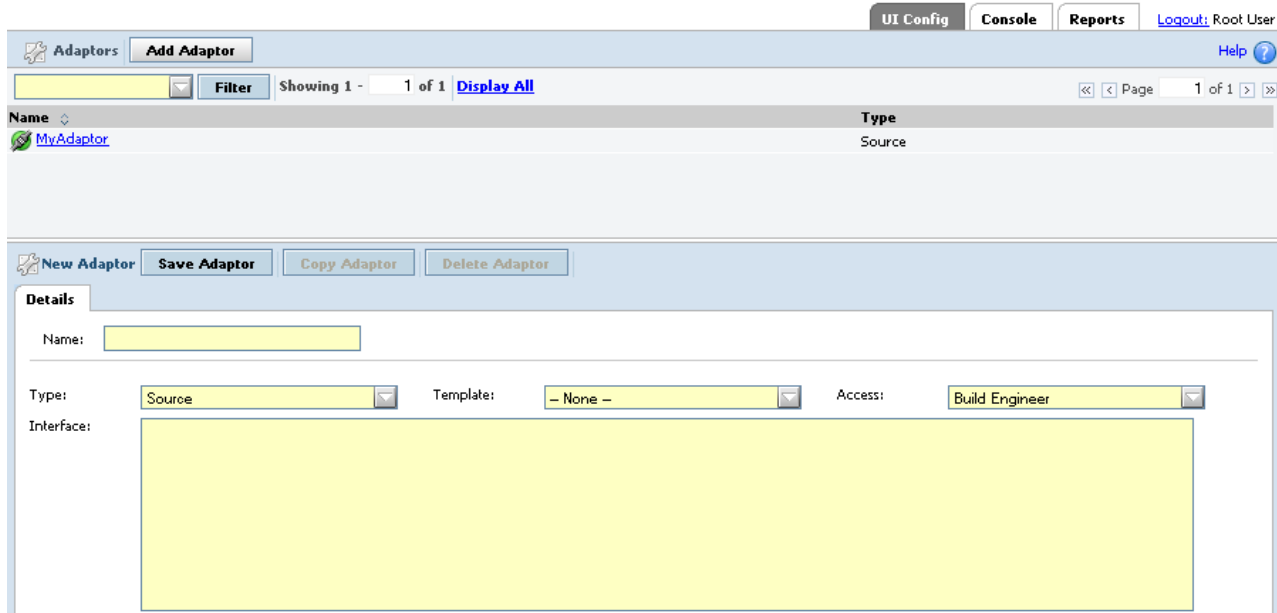 UI Config Console Reports Logout: Root User
Adaptors Add Adaptor Help ?
Filter Showing 1 - 1 of 1 Display All Page 1 of 1
Name Type
MyAdaptor Source
New Adaptor Save Adaptor Copy Adaptor Delete Adaptor
Details
Name:
Type: Source Template: – None – Access: Build Engineer
Interface: